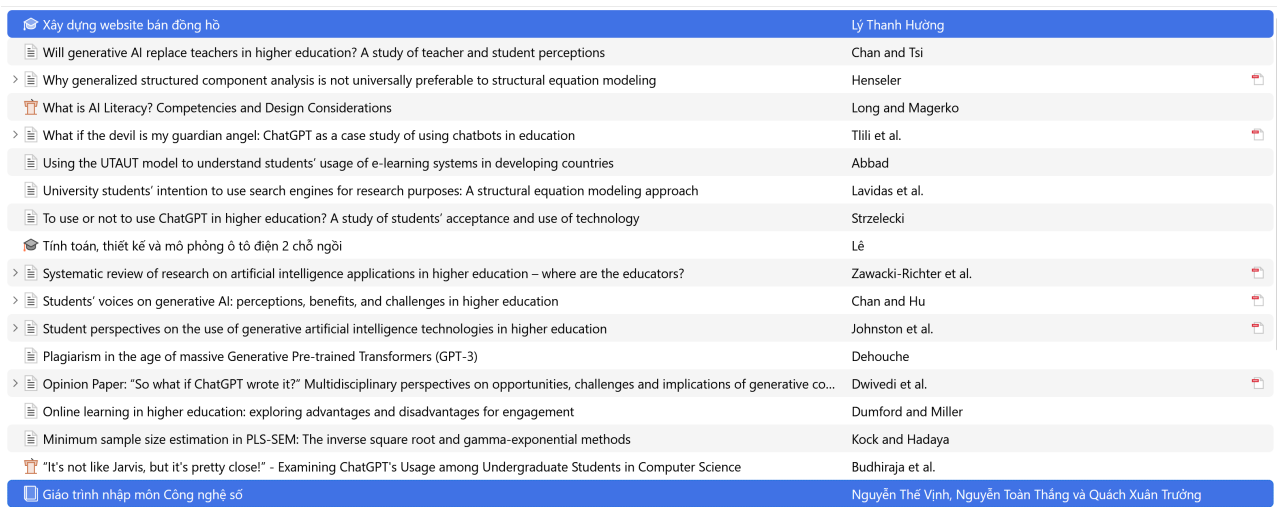 Xây dựng website bán đồng hồ Lý Thanh Hường
Will generative AI replace teachers in higher education? A study of teacher and student perceptions Chan and Tsi
Why generalized structured component analysis is not universally preferable to structural equation modeling Henseler
What is AI Literacy? Competencies and Design Considerations Long and Magerko
What if the devil is my guardian angel: ChatGPT as a case study of using chatbots in education Tlili et al.
Using the UTAUT model to understand students’ usage of e-learning systems in developing countries Abbad
University students’ intention to use search engines for research purposes: A structural equation modeling approach Lavidas et al.
To use or not to use ChatGPT in higher education? A study of students’ acceptance and use of technology Strzelecki
Tính toán, thiết kế và mô phỏng ô tô điện 2 chỗ ngồi Lê
Systematic review of research on artificial intelligence applications in higher education – where are the educators? Zawacki-Richter et al.
Students’ voices on generative AI: perceptions, benefits, and challenges in higher education Chan and Hu
Student perspectives on the use of generative artificial intelligence technologies in higher education Johnston et al.
Plagiarism in the age of massive Generative Pre-trained Transformers (GPT-3) Dehouche
Opinion Paper: “So what if ChatGPT wrote it?” Multidisciplinary perspectives on opportunities, challenges and implications of generative co... Dwivedi et al.
Online learning in higher education: exploring advantages and disadvantages for engagement Dumford and Miller
Minimum sample size estimation in PLS-SEM: The inverse square root and gamma-exponential methods Kock and Hadaya
“It's not like Jarvis, but it's pretty close!” - Examining ChatGPT's Usage among Undergraduate Students in Computer Science Budhiraja et al.
Giáo trình nhập môn Công nghệ số Nguyễn Thế Vịnh, Nguyễn Toàn Thắng và Quách Xuân Trưởng